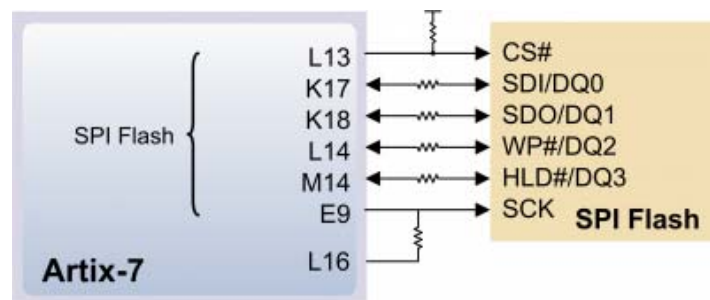 L13 CS#
K17 SDI/DQ0
K18 SDO/DQ1
SPI Flash
L14 WP#/DQ2
M14 HLD#/DQ3
E9 SCK
SPI Flash
L16
Artix-7